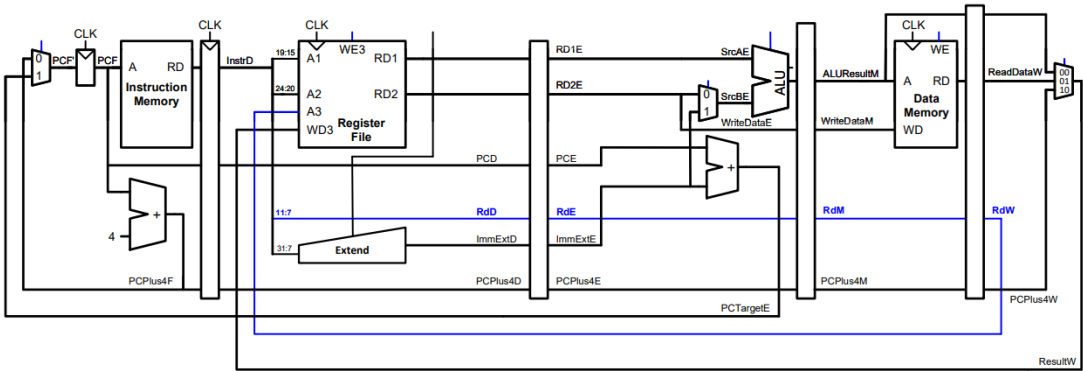 CLK
CLK
CLK
CLK
0
1
PCF'
PCF
A
RD
Instruction
Memory
InstrD
19:15
A1
WE3
RD1
24:20
A2
RD2
A3
WD3
Register
File
RD1E
RD2E
SrcAE
0
1
SrcBE
ALU
ALUResultM
A
RD
WE
Data
Memory
WD
ReadDataW
00
01
10
WriteDataE
WriteDataM
PCD
PCE
+
4
+
11:7
RdD
RdE
RdM
RdW
31:7
Extend
ImmExtD
ImmExtE
PCPlus4F
PCPlus4D
PCPlus4E
PCPlus4M
PCPlus4W
PCTargetE
ResultW